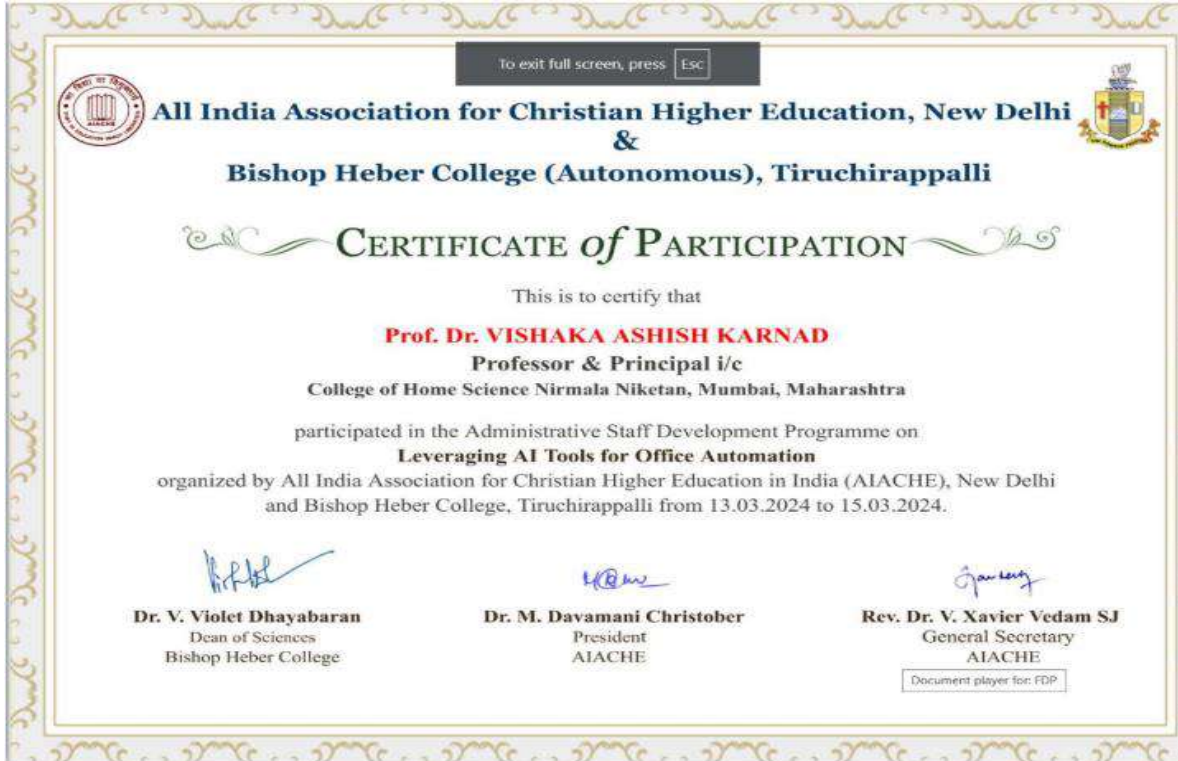 To exit full screen, press Esc
All India Association for Christian Higher Education, New Delhi
&
Bishop Heber College (Autonomous), Tiruchirappalli
CERTIFICATE of PARTICIPATION
This is to certify that
Prof. Dr. VISHAKA ASHISH KARNAD
Professor & Principal i/c
College of Home Science Nirmala Niketan, Mumbai, Maharashtra
participated in the Administrative Staff Development Programme on
Leveraging AI Tools for Office Automation
organized by All India Association for Christian Higher Education in India (AIACHE), New Delhi
and Bishop Heber College, Tiruchirappalli from 13.03.2024 to 15.03.2024.
Dr. V. Violet Dhayabaran
Dean of Sciences
Bishop Heber College
Dr. M. Davamani Christober
President
AIACHE
Rev. Dr. V. Xavier Vedam SJ
General Secretary
AIACHE
Document player for: FDP